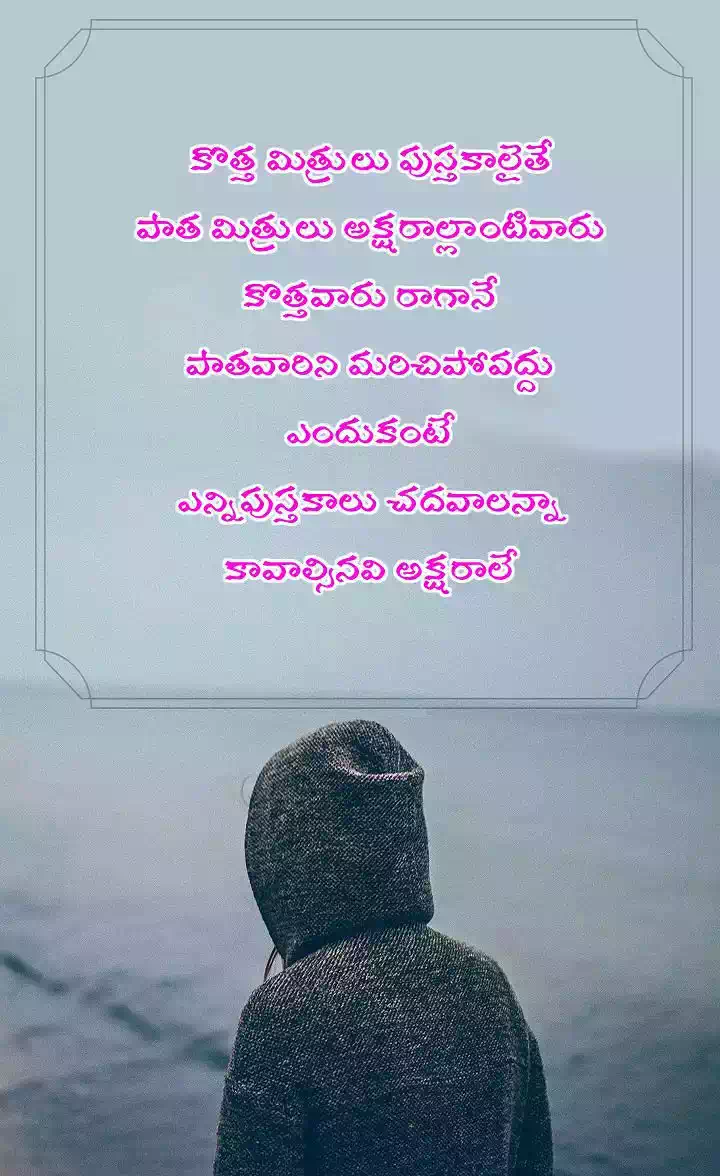 కొత్త మిత్రులు పుస్తకాలైతే
పాత మిత్రులు అక్షరాల్లాంటివారు
కొత్తవారు రాగానే
పాతవారిని మరిచిపోవద్దు
ఎందుకంటే
ఎన్నిపుస్తకాలు చదవాలన్నా
కావాల్సినవి అక్షరాలే